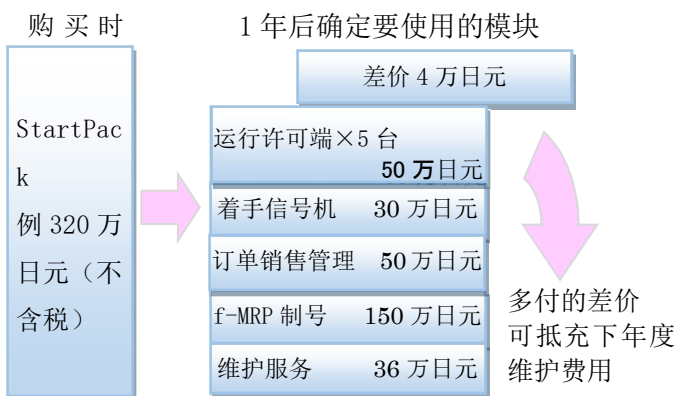 购 买 时
1 年后确定要使用的模块
差价 4 万日元
StartPac
k
例 320 万
日元（不
含税）
运行许可端×5 台
50 万日元
着手信号机 30 万日元
订单销售管理 50 万日元
f-MRP 制号 150 万日元
维护服务 36 万日元
多付的差价
可抵充下年度
维护费用